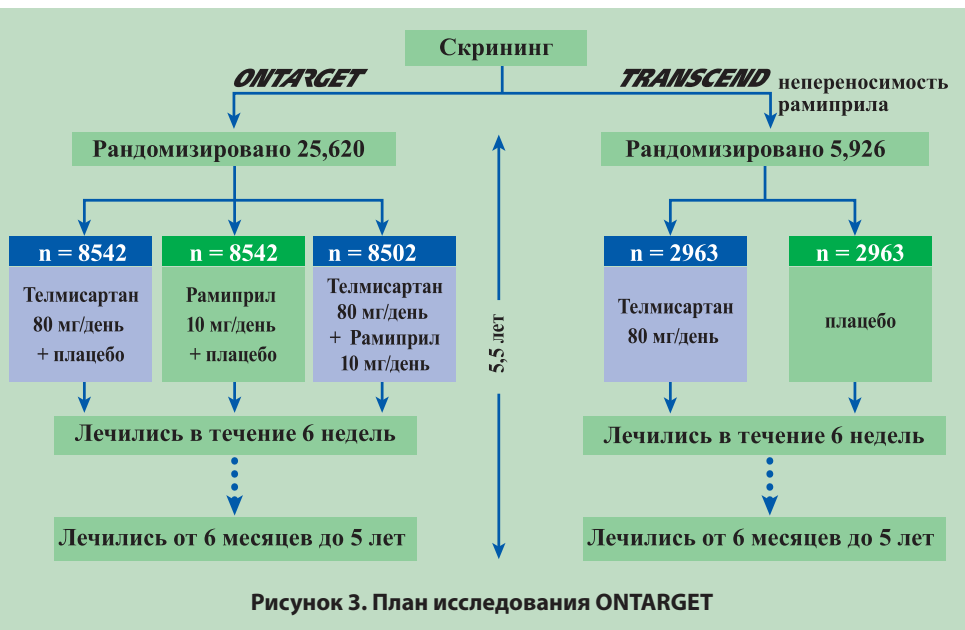 Скрининг
ONTARGET
TRANSCEND
непереносимость
рамиприла
Рандомизировано 25,620
Рандомизировано 5,926
n = 8542
Телмисартан
80 мг/день
+ плацебо
n = 8542
Рамиприл
10 мг/день
+ плацебо
n = 8502
Телмисартан
80 мг/день
+ Рамиприл
10 мг/день
5,5 лет
n = 2963
Телмисартан
80 мг/день
n = 2963
плацебо
Лечились в течение 6 недель
Лечились в течение 6 недель
Лечились от 6 месяцев до 5 лет
Лечились от 6 месяцев до 5 лет
Рисунок 3. План исследования ONTARGET